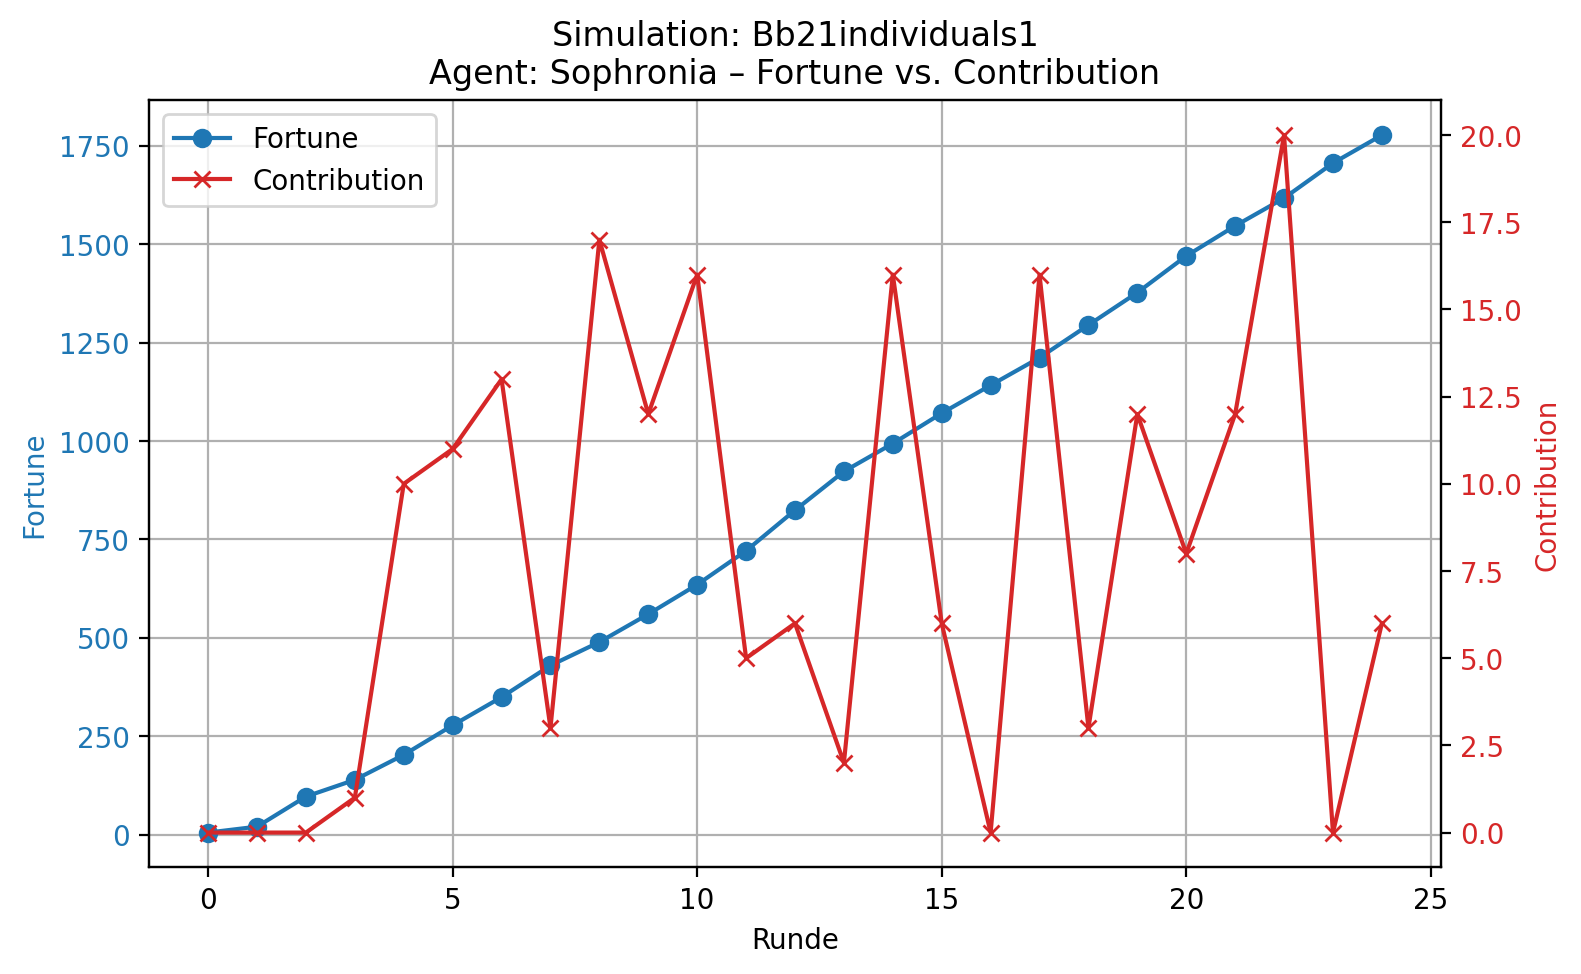 Simulation: Bb21individuals1
Agent: Sophronia – Fortune vs. Contribution
Fortune
Contribution
1750
1500
1250
1000
750
500
250
0
Fortune
20.0
17.5
15.0
12.5
10.0
7.5
5.0
2.5
0.0
Contribution
0 5 10 15 20 25
Runde